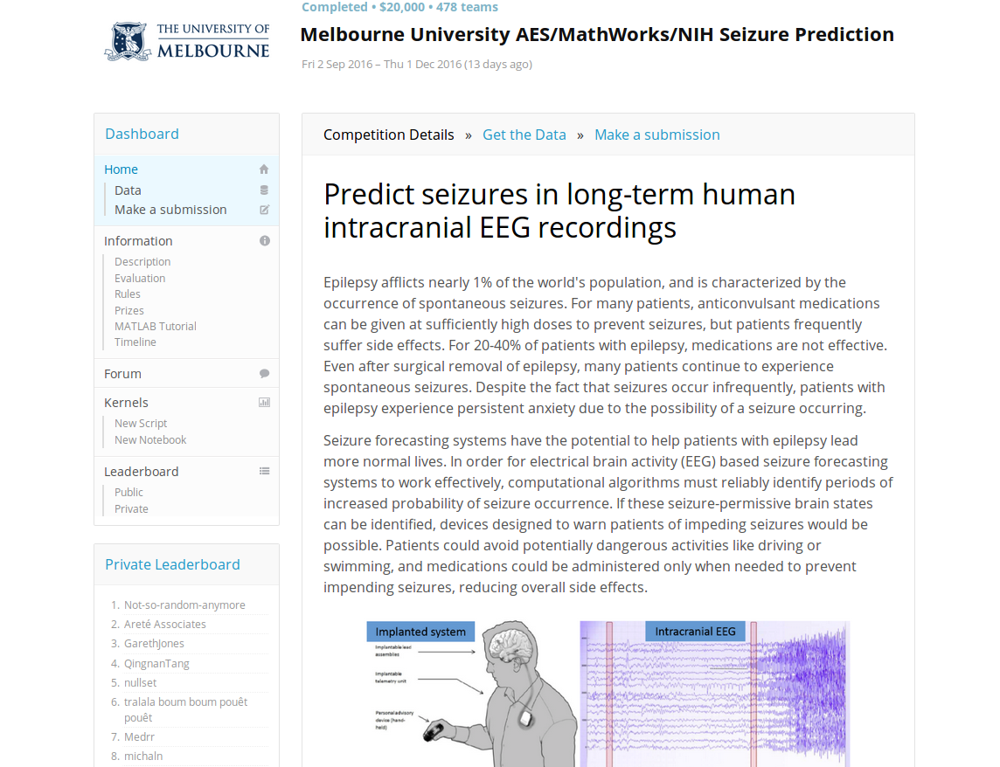 Completed • $20,000 • 478 teams
THE UNIVERSITY OF
MELBOURNE
Melbourne University AES/MathWorks/NIH Seizure Prediction
Fri 2 Sep 2016 – Thu 1 Dec 2016 (13 days ago)
Dashboard
Home
Data
Make a submission
Information
Description
Evaluation
Rules
Prizes
MATLAB Tutorial
Timeline
Forum
Kernels
New Script
New Notebook
Leaderboard
Public
Private
Private Leaderboard
1. Not-so-random-anymore
2. Areté Associates
3. GarethJones
4. QingnanTang
5. nullset
6. tralala boum boum pouêt
pouêt
7. Medrr
8. michaln
Competition Details » Get the Data » Make a submission
Predict seizures in long-term human
intracranial EEG recordings
Epilepsy afflicts nearly 1% of the world's population, and is characterized by the
occurrence of spontaneous seizures. For many patients, anticonvulsant medications
can be given at sufficiently high doses to prevent seizures, but patients frequently
suffer side effects. For 20-40% of patients with epilepsy, medications are not effective.
Even after surgical removal of epilepsy, many patients continue to experience
spontaneous seizures. Despite the fact that seizures occur infrequently, patients with
epilepsy experience persistent anxiety due to the possibility of a seizure occurring.
Seizure forecasting systems have the potential to help patients with epilepsy lead
more normal lives. In order for electrical brain activity (EEG) based seizure forecasting
systems to work effectively, computational algorithms must reliably identify periods of
increased probability of seizure occurrence. If these seizure-permissive brain states
can be identified, devices designed to warn patients of impeding seizures would be
possible. Patients could avoid potentially dangerous activities like driving or
swimming, and medications could be administered only when needed to prevent
impending seizures, reducing overall side effects.
Implanted system
Implantable lead
assemblies
Implantable
telemetry unit
Personal advisory
device (hand-
held)
Intracranial EEG